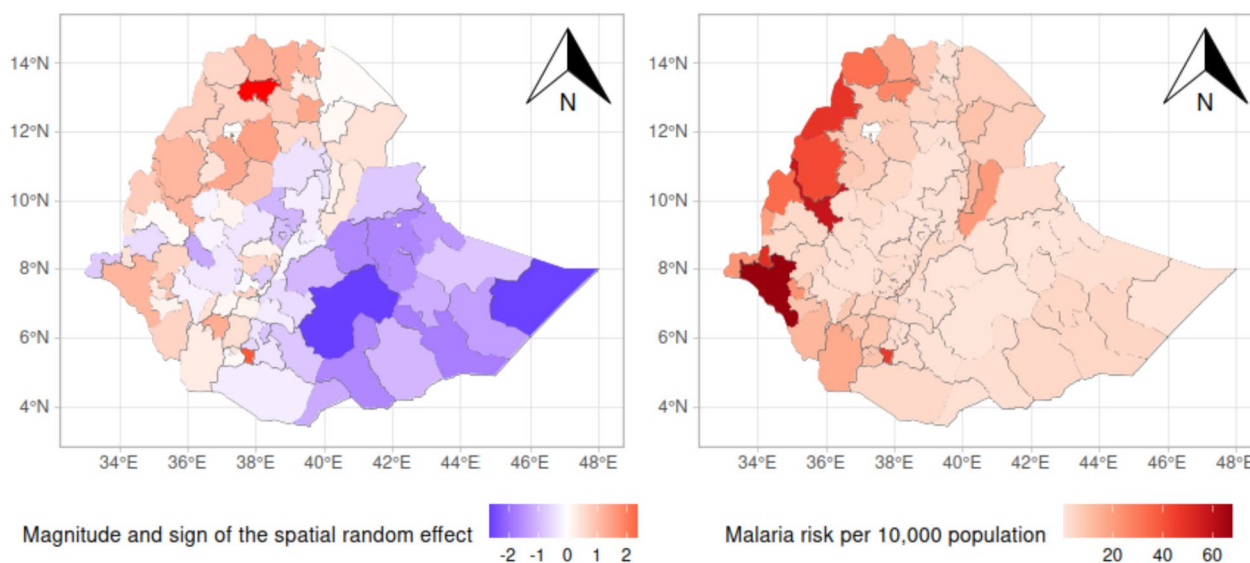 14°N
12°N
10°N
8°N
6°N
4°N
N
34°E 36°E 38°E 40°E 42°E 44°E 46°E 48°E
Magnitude and sign of the spatial random effect
-2 -1 0 1 2
14°N
12°N
10°N
8°N
6°N
4°N
N
34°E 36°E 38°E 40°E 42°E 44°E 46°E 48°E
Malaria risk per 10,000 population
20 40 60